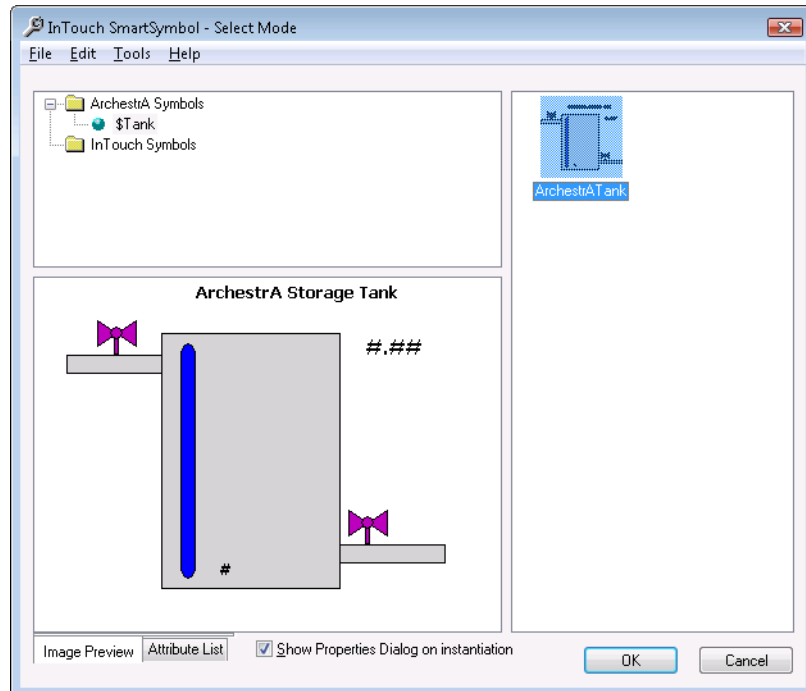 InTouch SmartSymbol - Select Mode
File Edit Tools Help
ArchestrA Symbols
$Tank
InTouch Symbols
ArchestrATank
ArchestrA Storage Tank
#.##
#
Image Preview Attribute List Show Properties Dialog on instantiation
OK Cancel